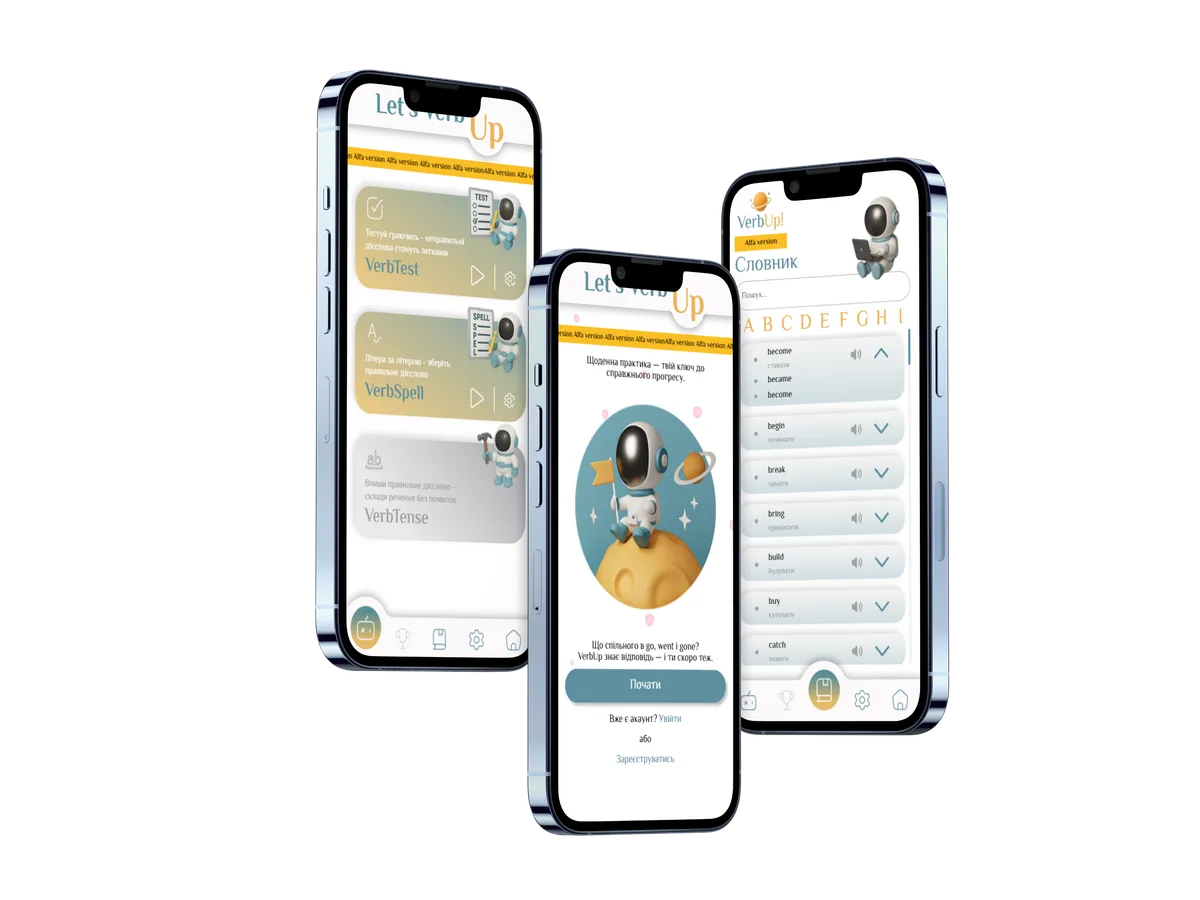 Let's Verb
Up
Alfa version Alfa version Alfa version Alfa versionAlfa version Alfa
TEST
Тестуй граючись - неправильні
дієслова стануть легкими
VerbTest
SPELL
S
P
E
L
A
Літера за літерою - зберіть
правильне дієслово
VerbSpell
ab
Впиши правильне дієслово -
склади речення без помилок
VerbTense
Let's Verb
Up
version Alfa version Alfa version Alfa versionAlfa version Alfa
Щоденна практика — твій ключ до
справжнього прогресу.
Що спільного в go, went і gone?
VerbUp знає відповідь — і ти скоро теж.
Почати
Вже є акаунт? Увійти
або
Зареєструватись
VerbUp!
Alfa version
Словник
Пошук...
A B C D E F G H I
become
ставати
became
become
begin
починати
break
ламати
bring
приносити
build
будувати
buy
купувати
catch
ловити